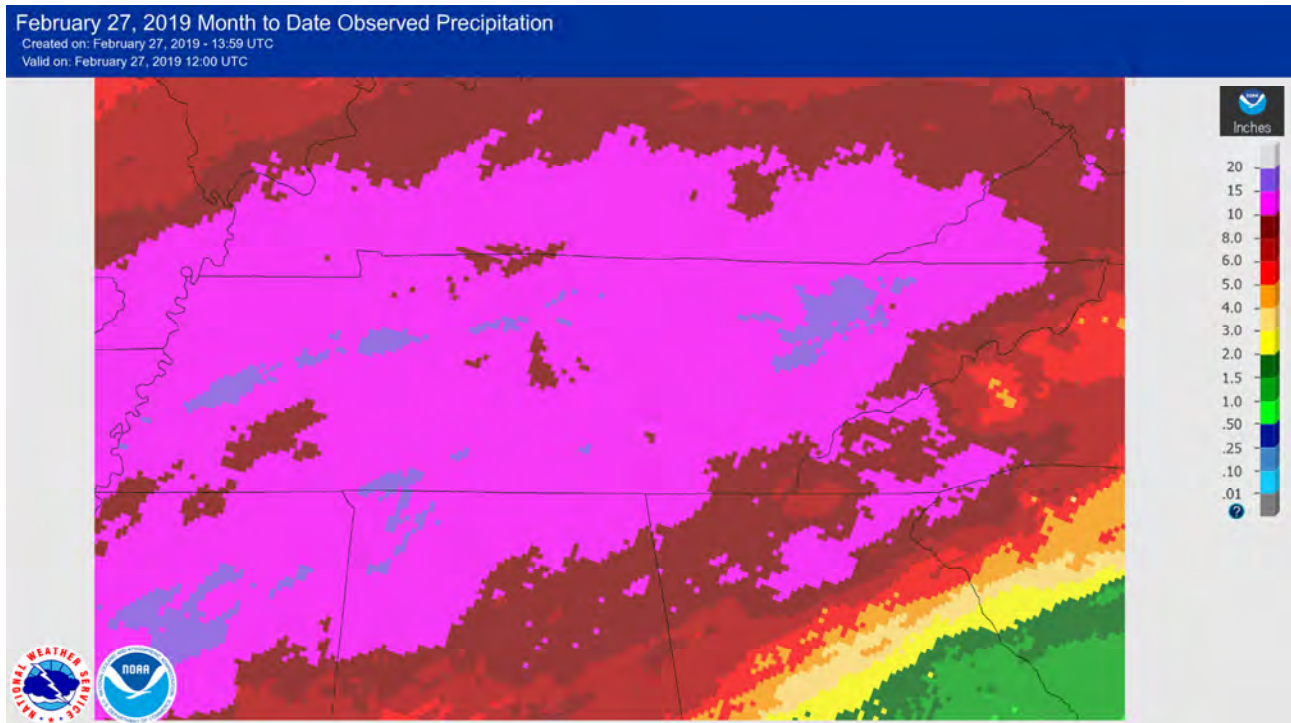 February 27, 2019 Month to Date Observed Precipitation
Created on: February 27, 2019 - 13:59 UTC
Valid on: February 27, 2019 12:00 UTC
NOAA
Inches
20
15
10
8.0
6.0
5.0
4.0
3.0
2.0
1.5
1.0
.50
.25
.10
.01
?
NATIONAL WEATHER SERVICE
NOAA